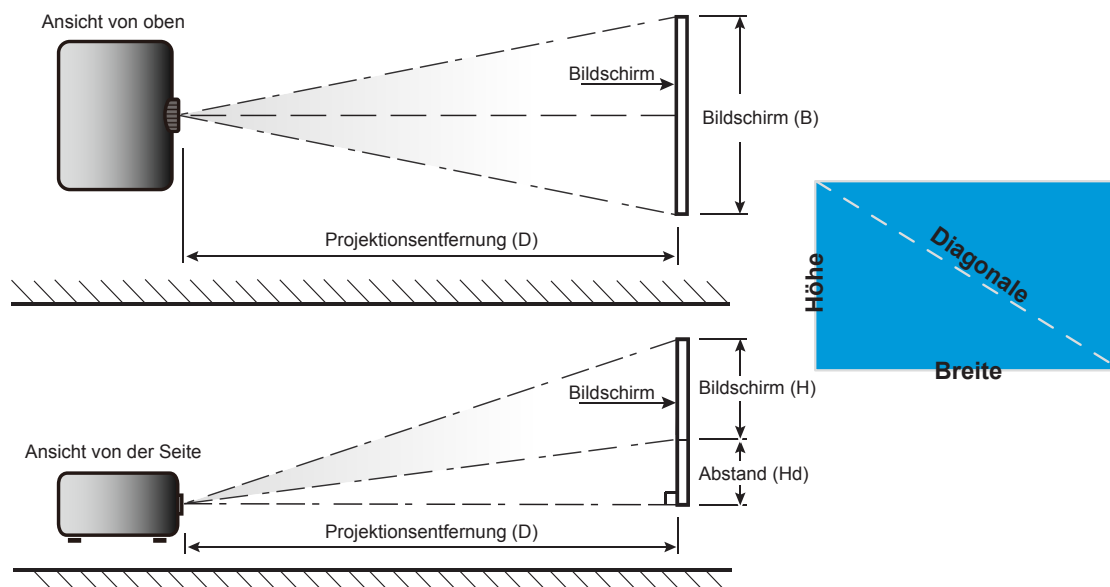 Ansicht von oben
Bildschirm
Bildschirm (B)
Projektionsentfernung (D)
Höhe
Diagonale
Breite
Bildschirm
Bildschirm (H)
Ansicht von der Seite
Abstand (Hd)
Projektionsentfernung (D)